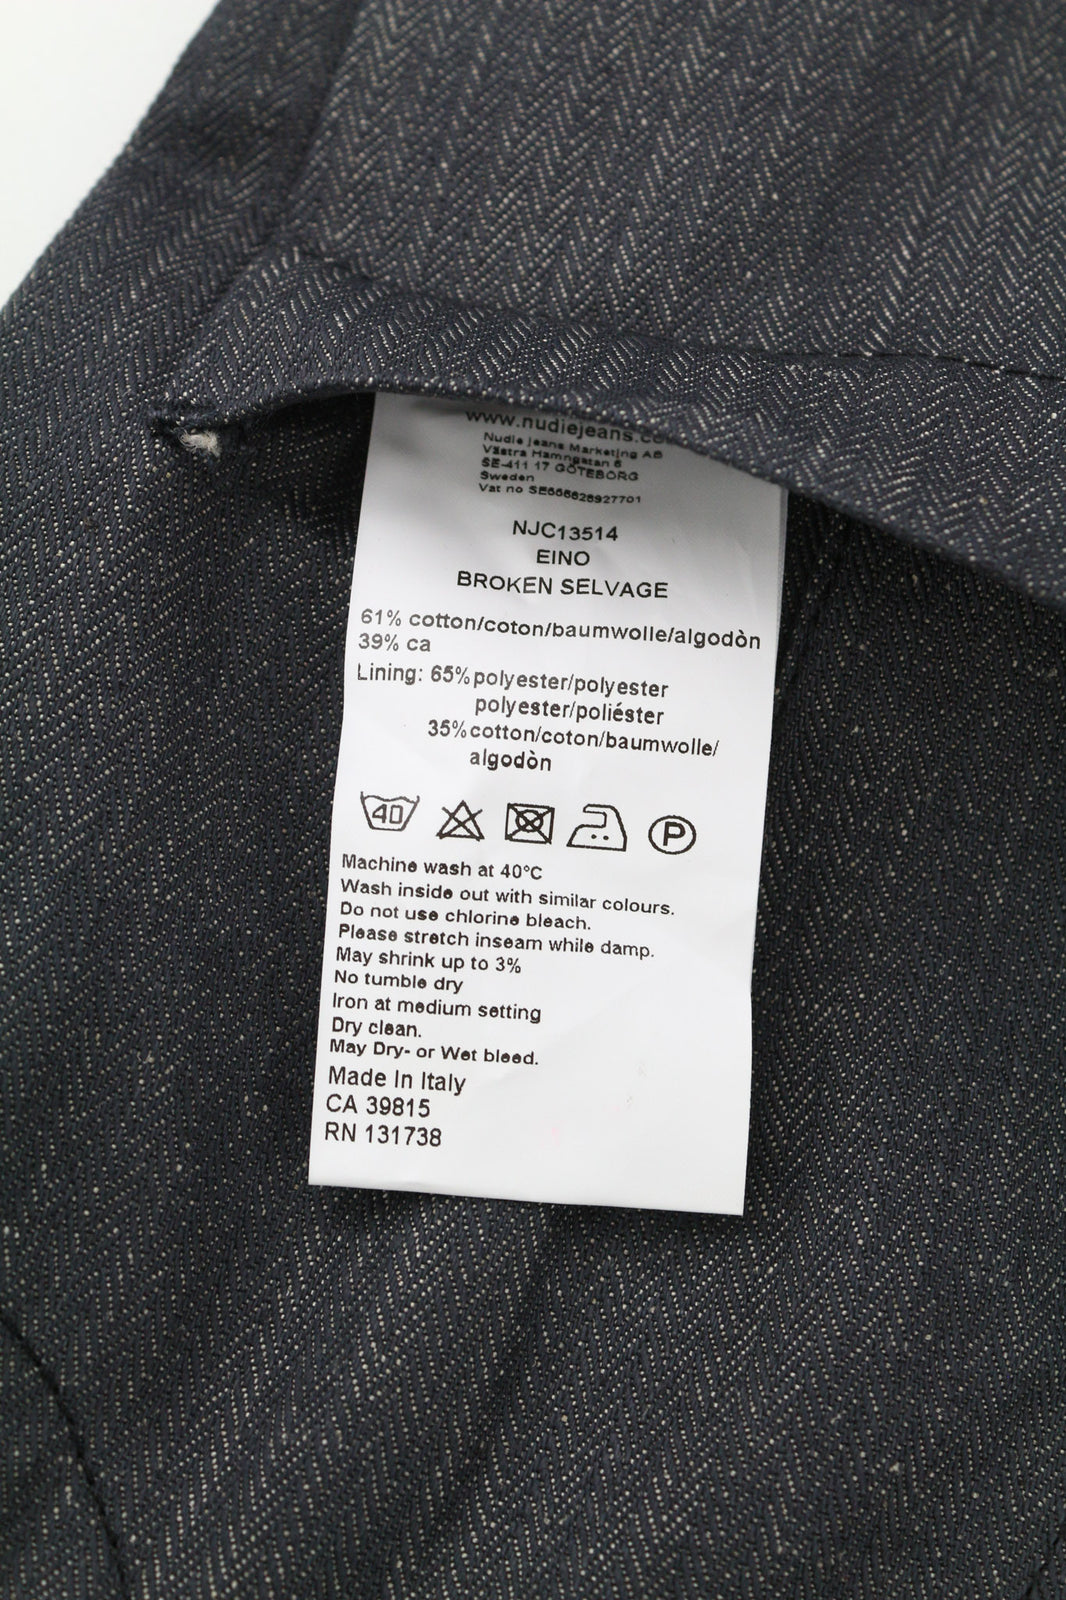 www.nudiejeans.co
Nudie Jeans Marketing AB
Västra Hamngatan 6
SE-411 17 GÖTEBORG
Sweden
Vat no SE556628927701
NJC13514
EINO
BROKEN SELVAGE
61% cotton/coton/baumwolle/algodòn
39% ca
Lining: 65% polyester/polyester
polyester/poliéster
35% cotton/coton/baumwolle/
algodòn
40
P
Machine wash at 40°C
Wash inside out with similar colours.
Do not use chlorine bleach.
Please stretch inseam while damp.
May shrink up to 3%
No tumble dry
Iron at medium setting
Dry clean.
May Dry- or Wet bleed.
Made In Italy
CA 39815
RN 131738